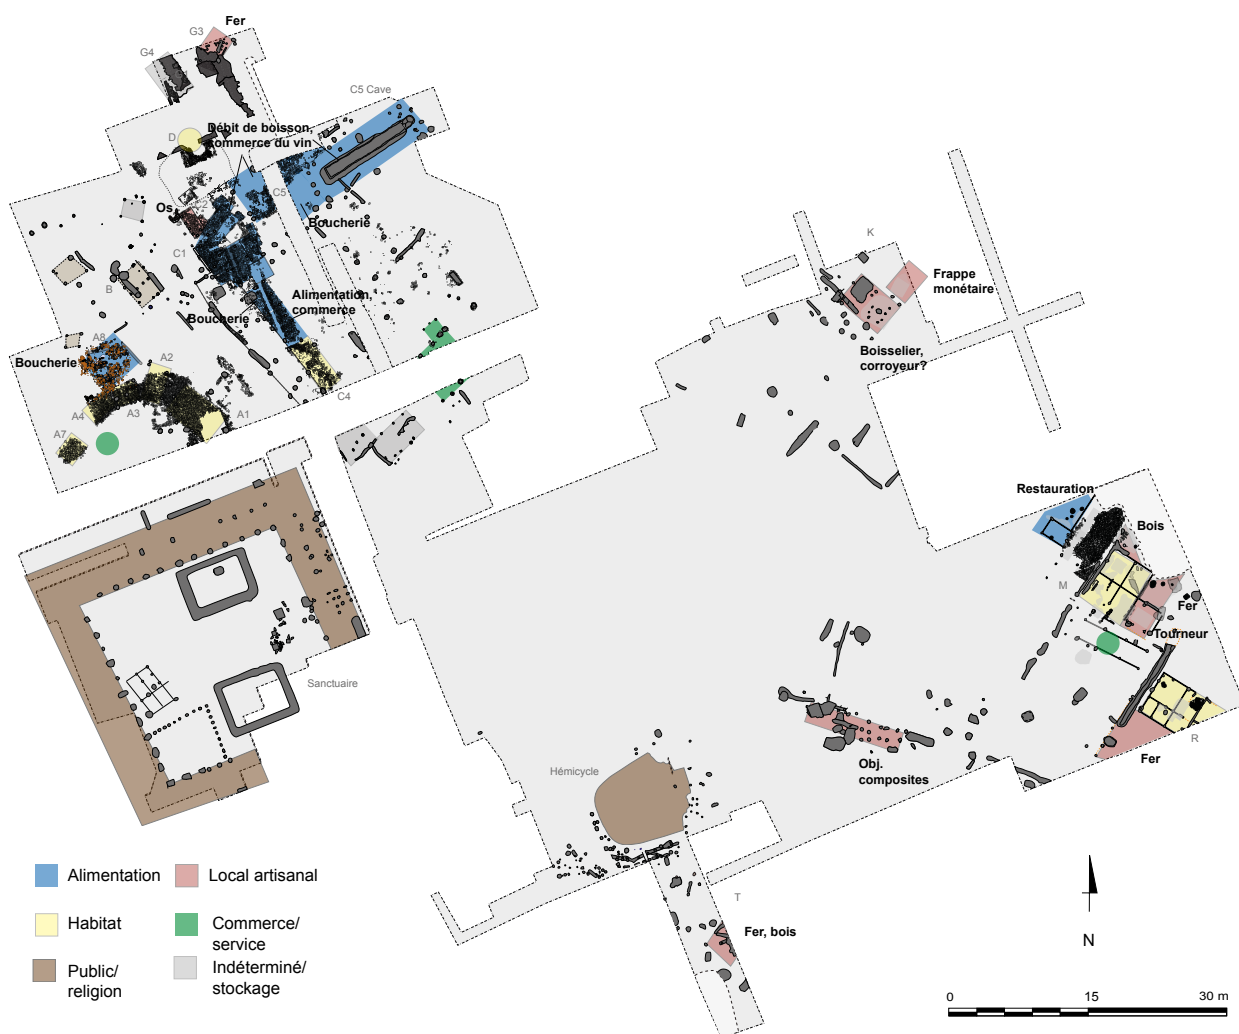 Fer
G3
G4
C5 Cave
D
Débit de boisson,
commerce du vin
C5
Os
C2
Boucherie
C1
K
Frappe
monétaire
B
Alimentation,
commerce
Boucherie
Boisselier,
corroyeur?
A8
Boucherie
A2
A4
A3
A1
C4
A7
Restauration
Bois
M
Fer
Tourneur
Sanctuaire
R
Fer
Obj.
composites
Hémicycle
T
Fer, bois
Alimentation
Local artisanal
Habitat
Commerce/
service
Public/
religion
Indéterminé/
stockage
N
0 15 30 m